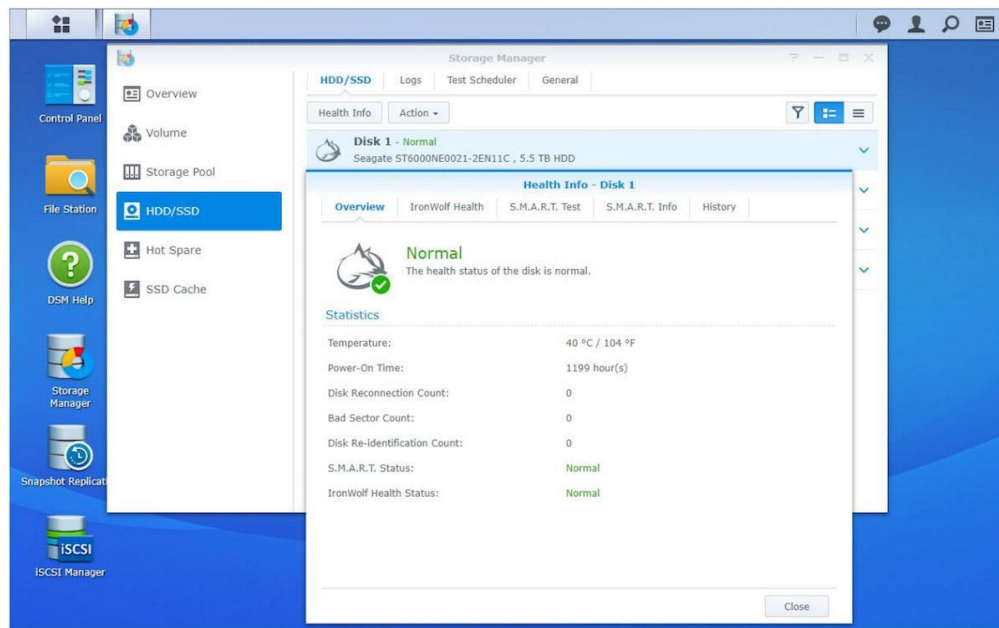 Storage Manager
Control Panel
File Station
DSM Help
Storage
Manager
Snapshot Replicati
iSCSI
iSCSI Manager
Overview
Volume
Storage Pool
HDD/SSD
Hot Spare
SSD Cache
HDD/SSD Logs Test Scheduler General
Health Info Action
Disk 1 - Normal
Seagate ST6000NE0021-2EN11C , 5.5 TB HDD
Health Info - Disk 1
Overview IronWolf Health S.M.A.R.T. Test S.M.A.R.T. Info History
Normal
The health status of the disk is normal.
Statistics
Temperature: 40 ºC / 104 ºF
Power-On Time: 1199 hour(s)
Disk Reconnection Count: 0
Bad Sector Count: 0
Disk Re-identification Count: 0
S.M.A.R.T. Status: Normal
IronWolf Health Status: Normal
Close